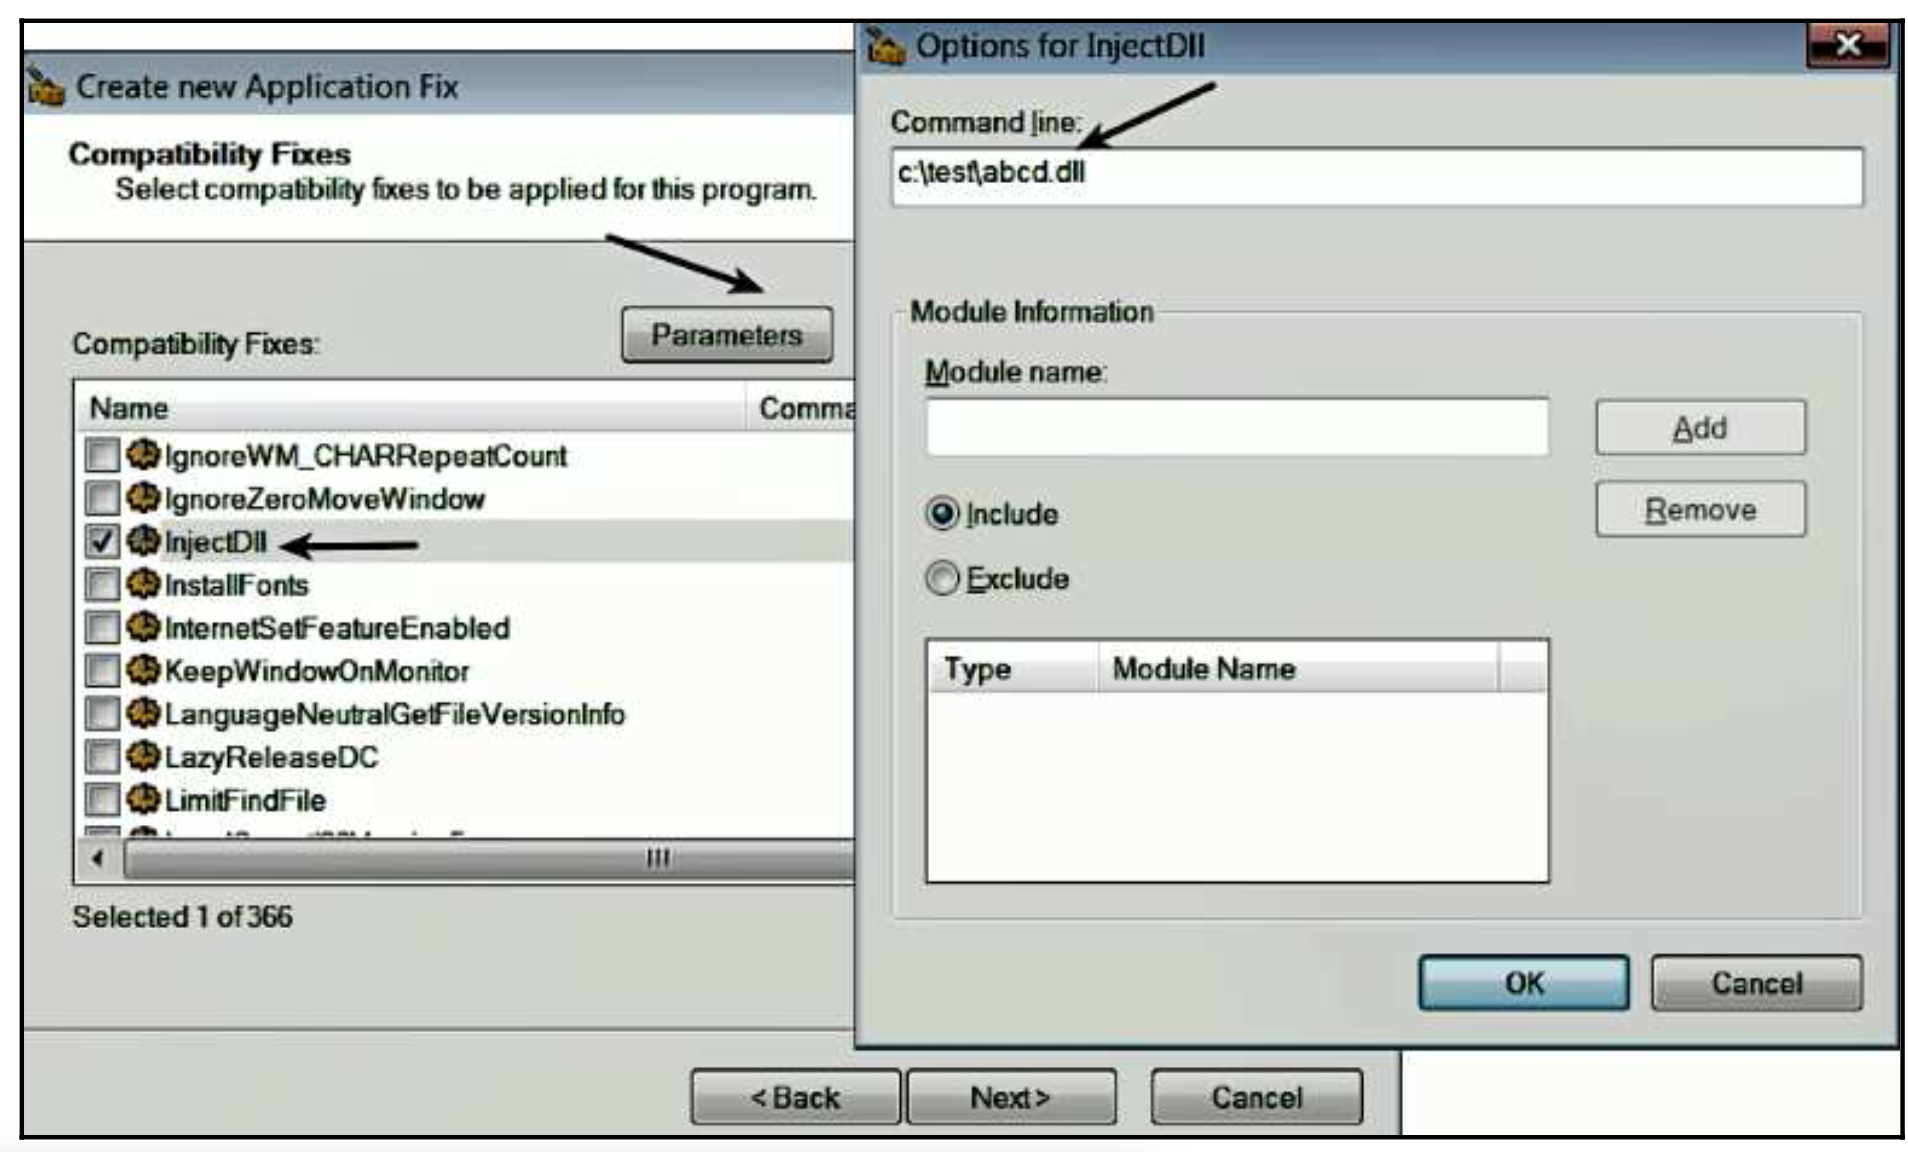 Create new Application Fix
Compatibility Fixes
Select compatibility fixes to be applied for this program.
Compatibility Fixes:
Parameters
Name Comma
IgnoreWM_CHARRepeatCount
IgnoreZeroMoveWindow
InjectDll
InstallFonts
InternetSetFeatureEnabled
KeepWindowOnMonitor
LanguageNeutralGetFileVersionInfo
LazyReleaseDC
LimitFindFile
Selected 1 of 366
< Back
Next >
Cancel
Options for InjectDll
Command line:
c:\test\abcd.dll
Module Information
Module name:
Add
Include
Remove
Exclude
Type Module Name
OK
Cancel